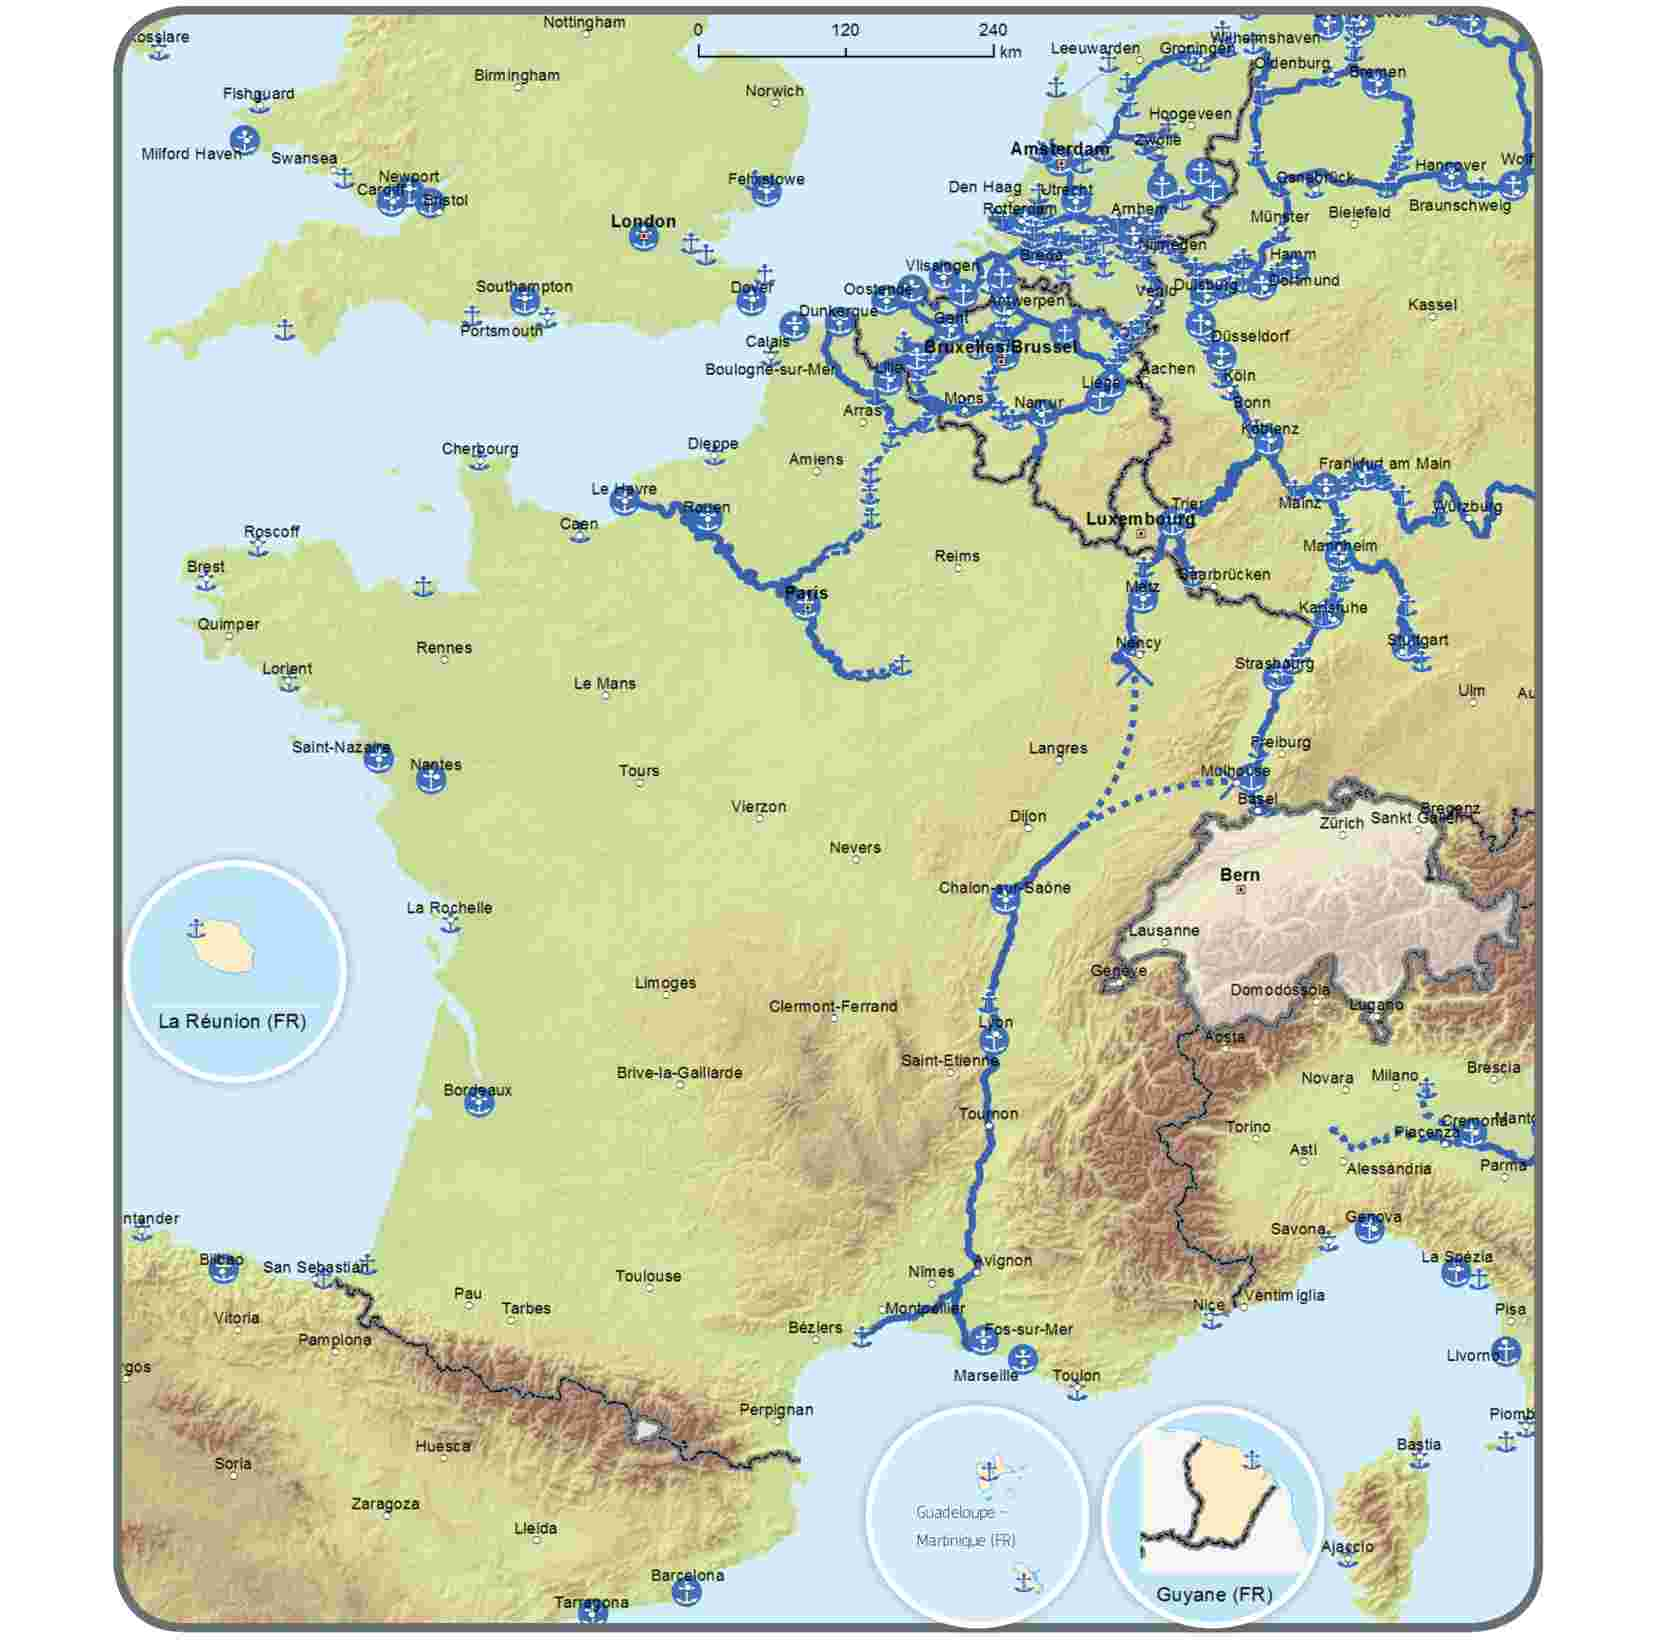 Nottingham
0 120 240
km
Wilhelmshaven
Leeuwarden
Groningen
Oldenburg
Bremen
Birmingham
Norwich
Fishguard
Hoogeveen
Milford Haven
Swansea
Zwolle
Amsterdam
Newport
Cardiff
Bristol
Felixstowe
Den Haag
Utrecht
Osnabrück
Hannover
Braunschweig
Rotterdam
Arnhem
Münster
Bielefeld
London
Nijmegen
Breda
Hamm
Dortmund
Vlissingen
Southampton
Dover
Oostende
Antwerpen
Venlo
Duisburg
Kassel
Portsmouth
Dunkerque
Gent
Calais
Bruxelles/Brussel
Düsseldorf
Boulogne-sur-Mer
Lille
Aachen
Liège
Köln
Arras
Mons
Namur
Bonn
Koblenz
Cherbourg
Dieppe
Amiens
Frankfurt am Main
Le Havre
Rouen
Trier
Mainz
Würzburg
Caen
Luxembourg
Roscoff
Reims
Mannheim
Brest
Metz
Saarbrücken
Paris
Karlsruhe
Quimper
Rennes
Nancy
Stuttgart
Lorient
Le Mans
Strasbourg
Ulm
Saint-Nazaire
Nantes
Tours
Langres
Freiburg
Mulhouse
Vierzon
Dijon
Basel
Bregenz
Zürich
Sankt Gallen
Nevers
Bern
Chalon-sur-Saône
La Rochelle
Lausanne
Genève
Limoges
Clermont-Ferrand
Domodossola
Lugano
La Réunion (FR)
Lyon
Aosta
Saint-Etienne
Brive-la-Gaillarde
Novara
Milano
Brescia
Bordeaux
Tournon
Torino
Cremona
Piacenza
Asti
Alessandria
Parma
Savona
Genova
Bilbao
San Sebastián
Avignon
La Spezia
Nîmes
Toulouse
Pau
Tarbes
Montpellier
Nice
Ventimiglia
Pisa
Vitoria
Pamplona
Béziers
Fos-sur-Mer
Livorno
Marseille
Toulon
Perpignan
Huesca
Bastia
Soria
Zaragoza
Lleida
Guadeloupe –
Martinique (FR)
Ajaccio
Barcelona
Tarragona
Guyane (FR)